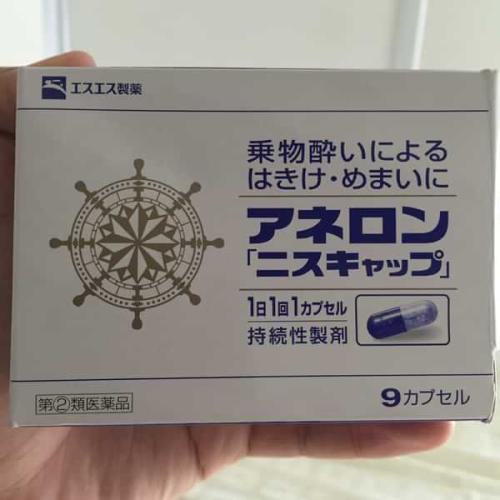 エスエス製薬
乗物酔いによる
はきけ・めまいに
アネロン
「ニスキャップ」
1日1回1カプセル
持続性製剤
指②類医薬品
9カプセル